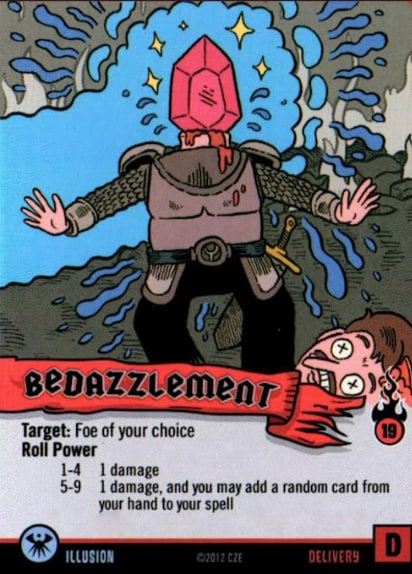 BEDAZZLEMENT
19
Target: Foe of your choice
Roll Power
1-4 1 damage
5-9 1 damage, and you may add a random card from
your hand to your spell
ILLUSION ©2012 CZE DELIVERY D